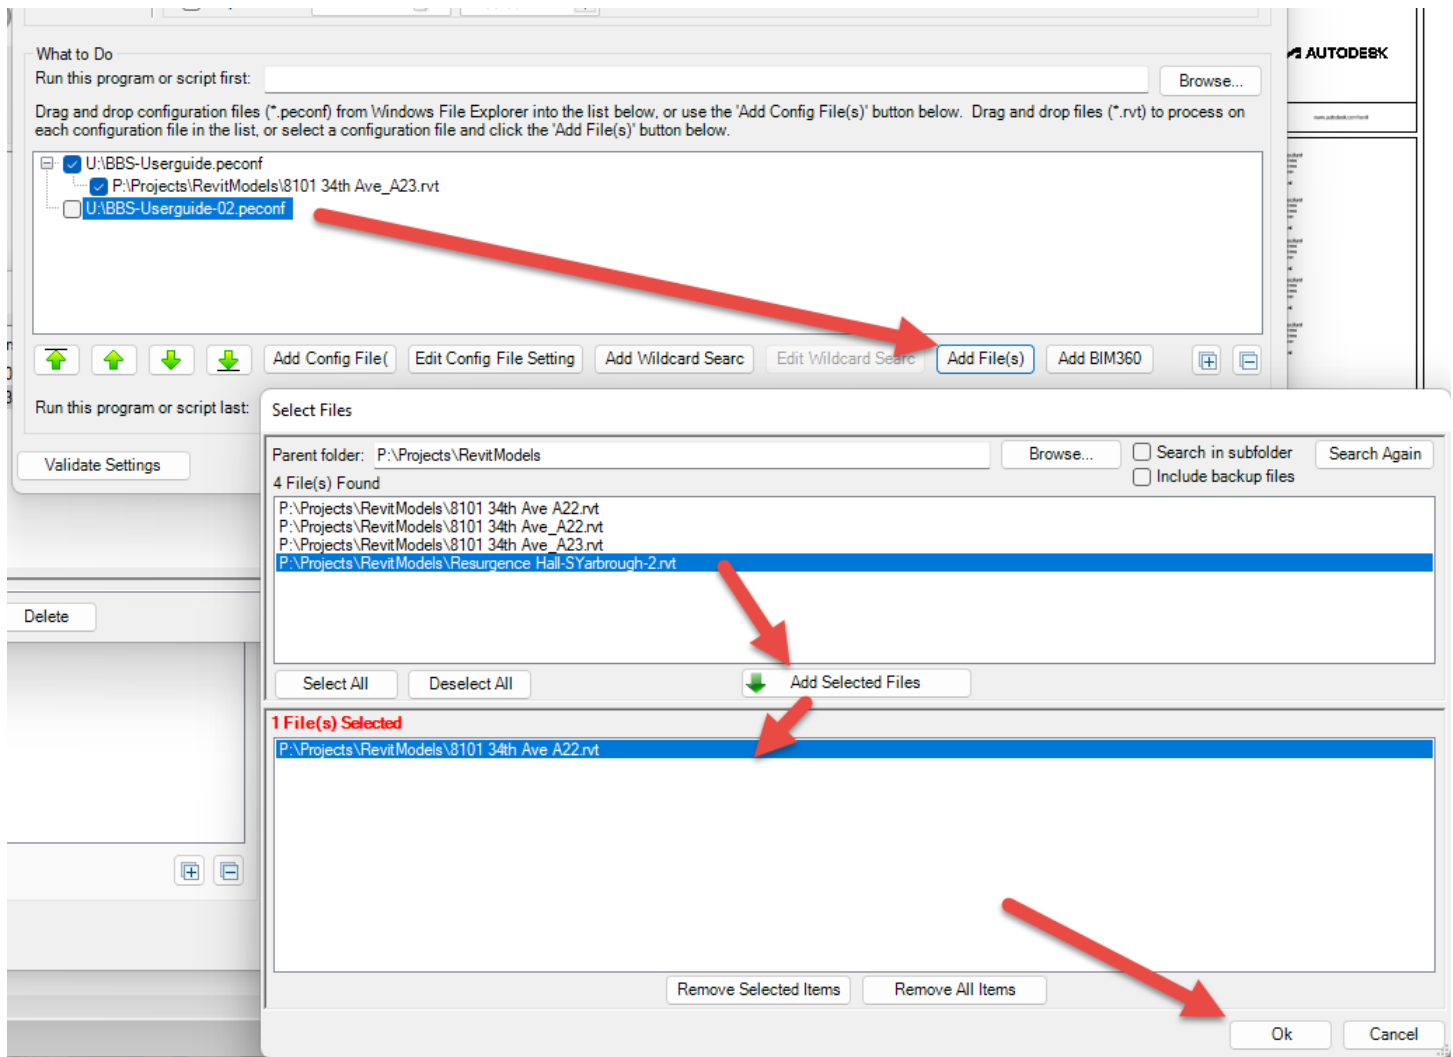 What to Do
AUTODESK
Run this program or script first:
Browse...
Drag and drop configuration files (*.peconf) from Windows File Explorer into the list below, or use the 'Add Config File(s)' button below.  Drag and drop files (*.rvt) to process on
each configuration file in the list, or select a configuration file and click the 'Add File(s)' button below.
U:\BBS-Userguide.peconf
P:\Projects\RevitModels\8101 34th Ave_A23.rvt
U:\BBS-Userguide-02.peconf
Add Config File(
Edit Config File Setting
Add Wildcard Searc
Edit Wildcard Searc
Add File(s)
Add BIM360
Run this program or script last:
Select Files
Parent folder:
P:\Projects\RevitModels
Browse...
Search in subfolder
Search Again
Validate Settings
Include backup files
4 File(s) Found
P:\Projects\RevitModels\8101 34th Ave A22.rvt
P:\Projects\RevitModels\8101 34th Ave_A22.rvt
P:\Projects\RevitModels\8101 34th Ave_A23.rvt
P:\Projects\RevitModels\Resurgence Hall-SYarbrough-2.rvt
Delete
Select All
Deselect All
Add Selected Files
1 File(s) Selected
P:\Projects\RevitModels\8101 34th Ave A22.rvt
Remove Selected Items
Remove All Items
Ok
Cancel